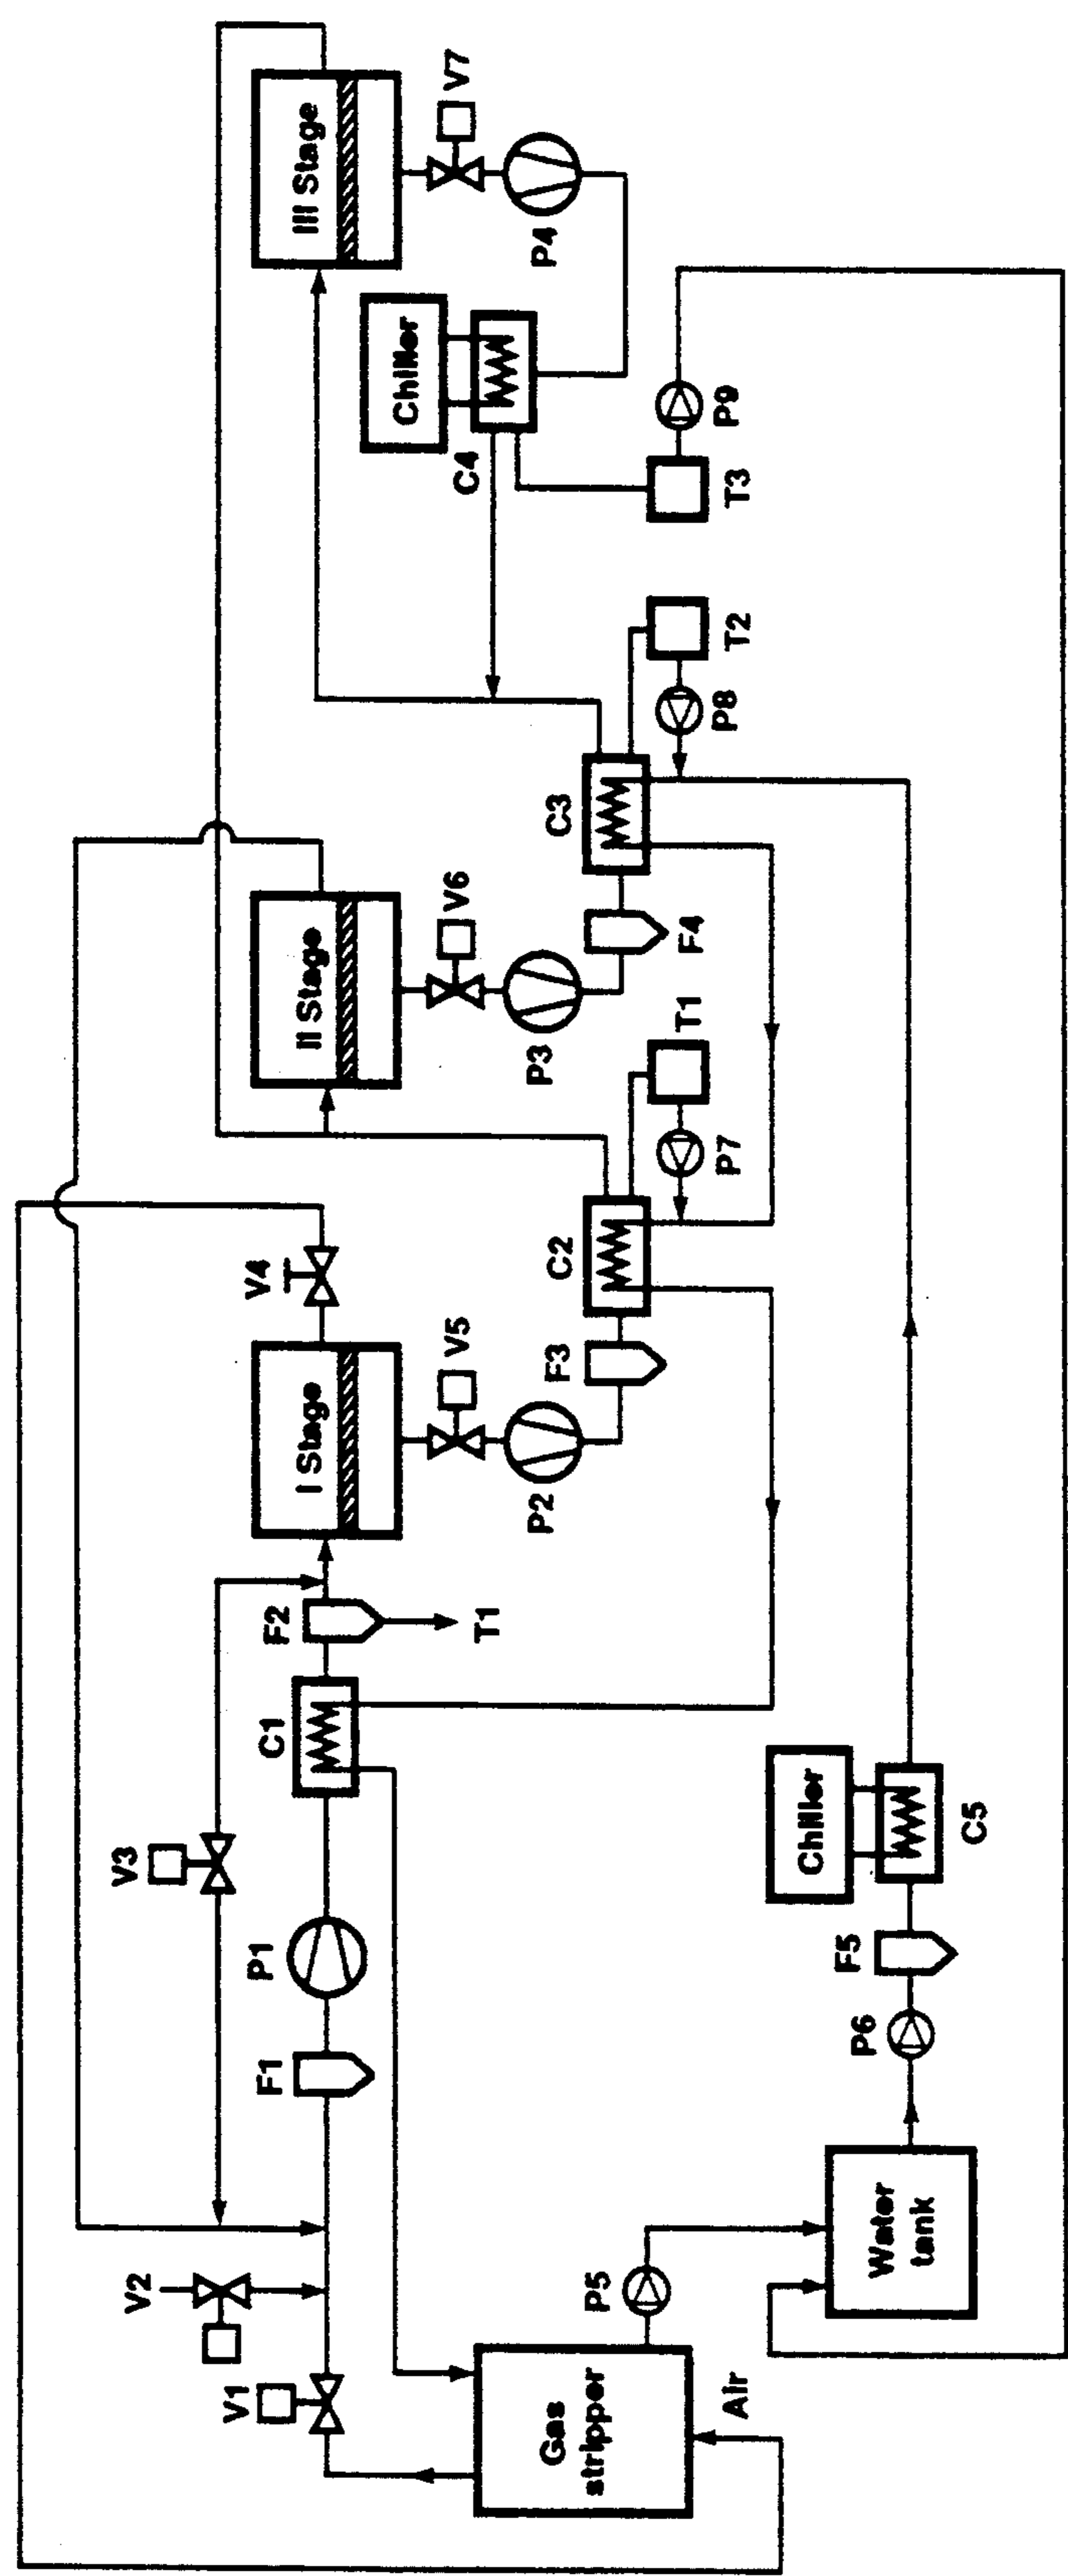 III Stage
V7
P4
Chiller
C4
P9
T3
T2
P8
C3
II Stage
V6
P3
F4
T1
P7
C2
V4
I Stage
V5
F3
P2
F2
T1
C1
V3
P1
F1
V2
V1
Chiller
C5
F5
P6
P5
Water
tank
Gas
stripper
Air